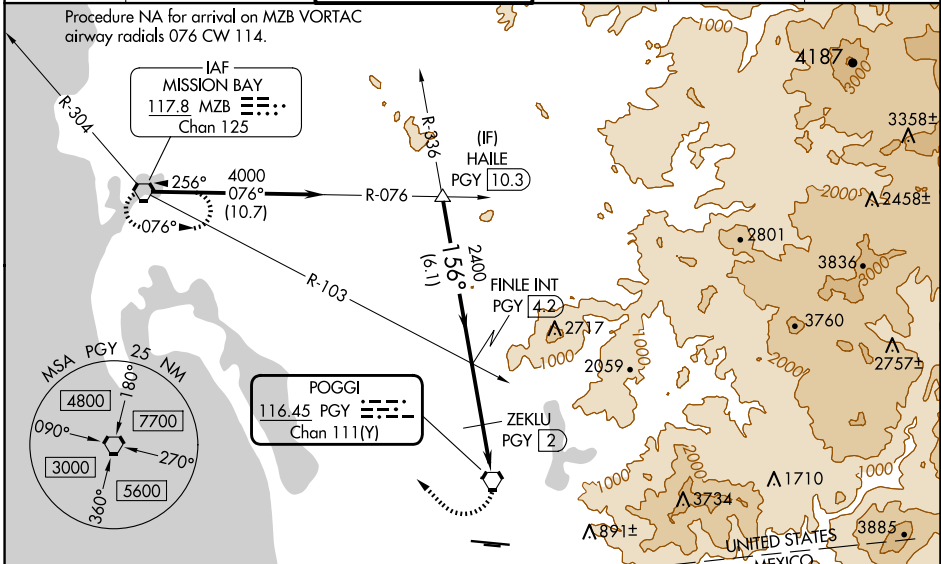 Procedure NA for arrival on MZB VORTAC
airway radials 076 CW 114.
IAF
MISSION BAY
117.8 MZB
Chan 125
R-304
256°
4000
076°
(10.7)
076°
R-076
R-336
(IF)
HAILE
PGY 10.3
R-103
2400
156°
(6.1)
FINLE INT
PGY 4.2
POGGI
116.45 PGY
Chan 111(Y)
ZEKLU
PGY 2
MSA PGY 25 NM
180°
4800
7700
090°
270°
3000
5600
360°
1000
4187
3000
3358±
2000
2458±
2801
3836
3000
3760
2717
1000
2059
1000
2757±
1000
2000
3734
1710
1000
891±
3885
UNITED STATES
MEXICO